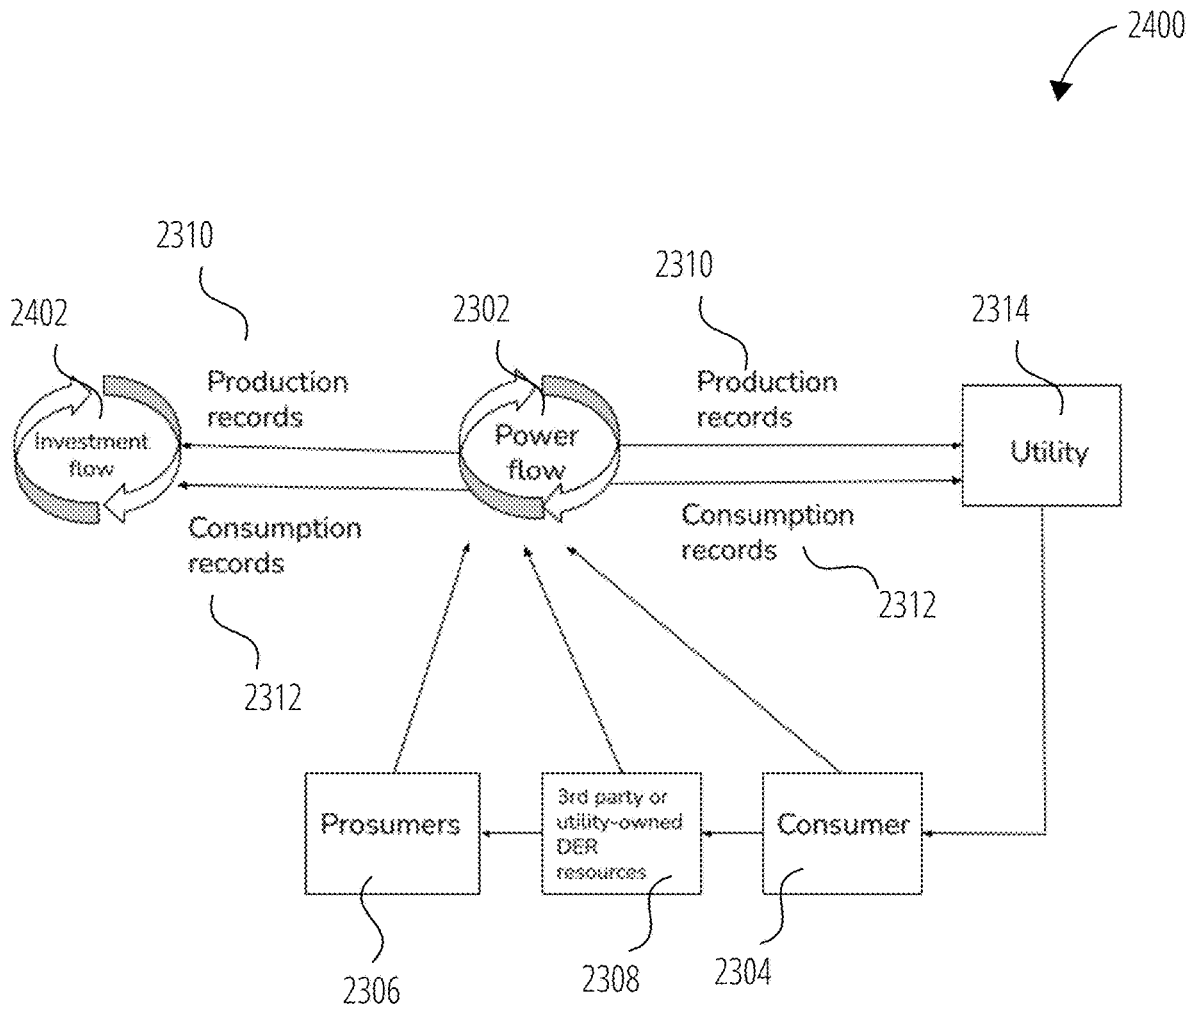 2400
2310
2310
2402
2302
2314
Production
records
Production
records
Investment
flow
Power
flow
Utility
Consumption
records
Consumption
records
2312
2312
Prosumers
3rd party or
utility-owned
DER
resources
Consumer
2306
2308
2304